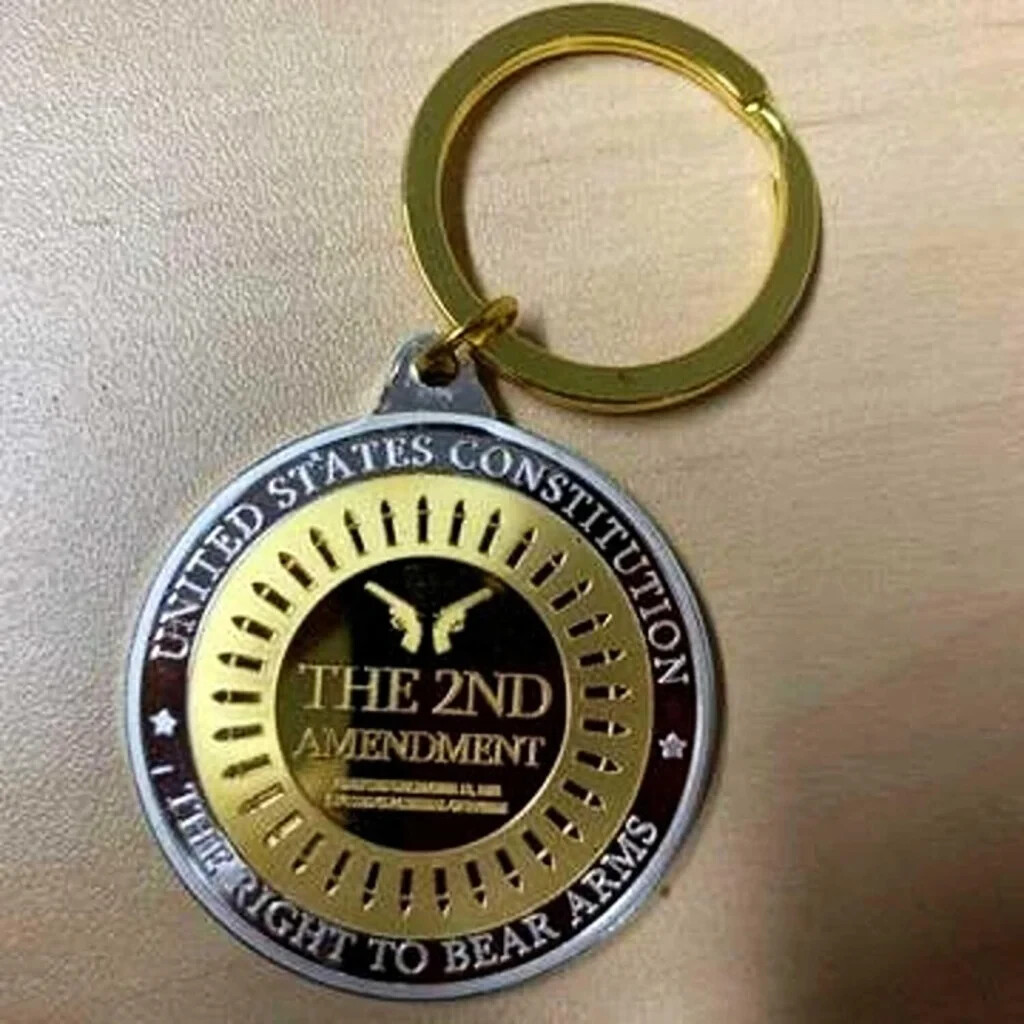 UNITED STATES CONSTITUTION
THE 2ND
AMENDMENT
THE RIGHT TO BEAR ARMS